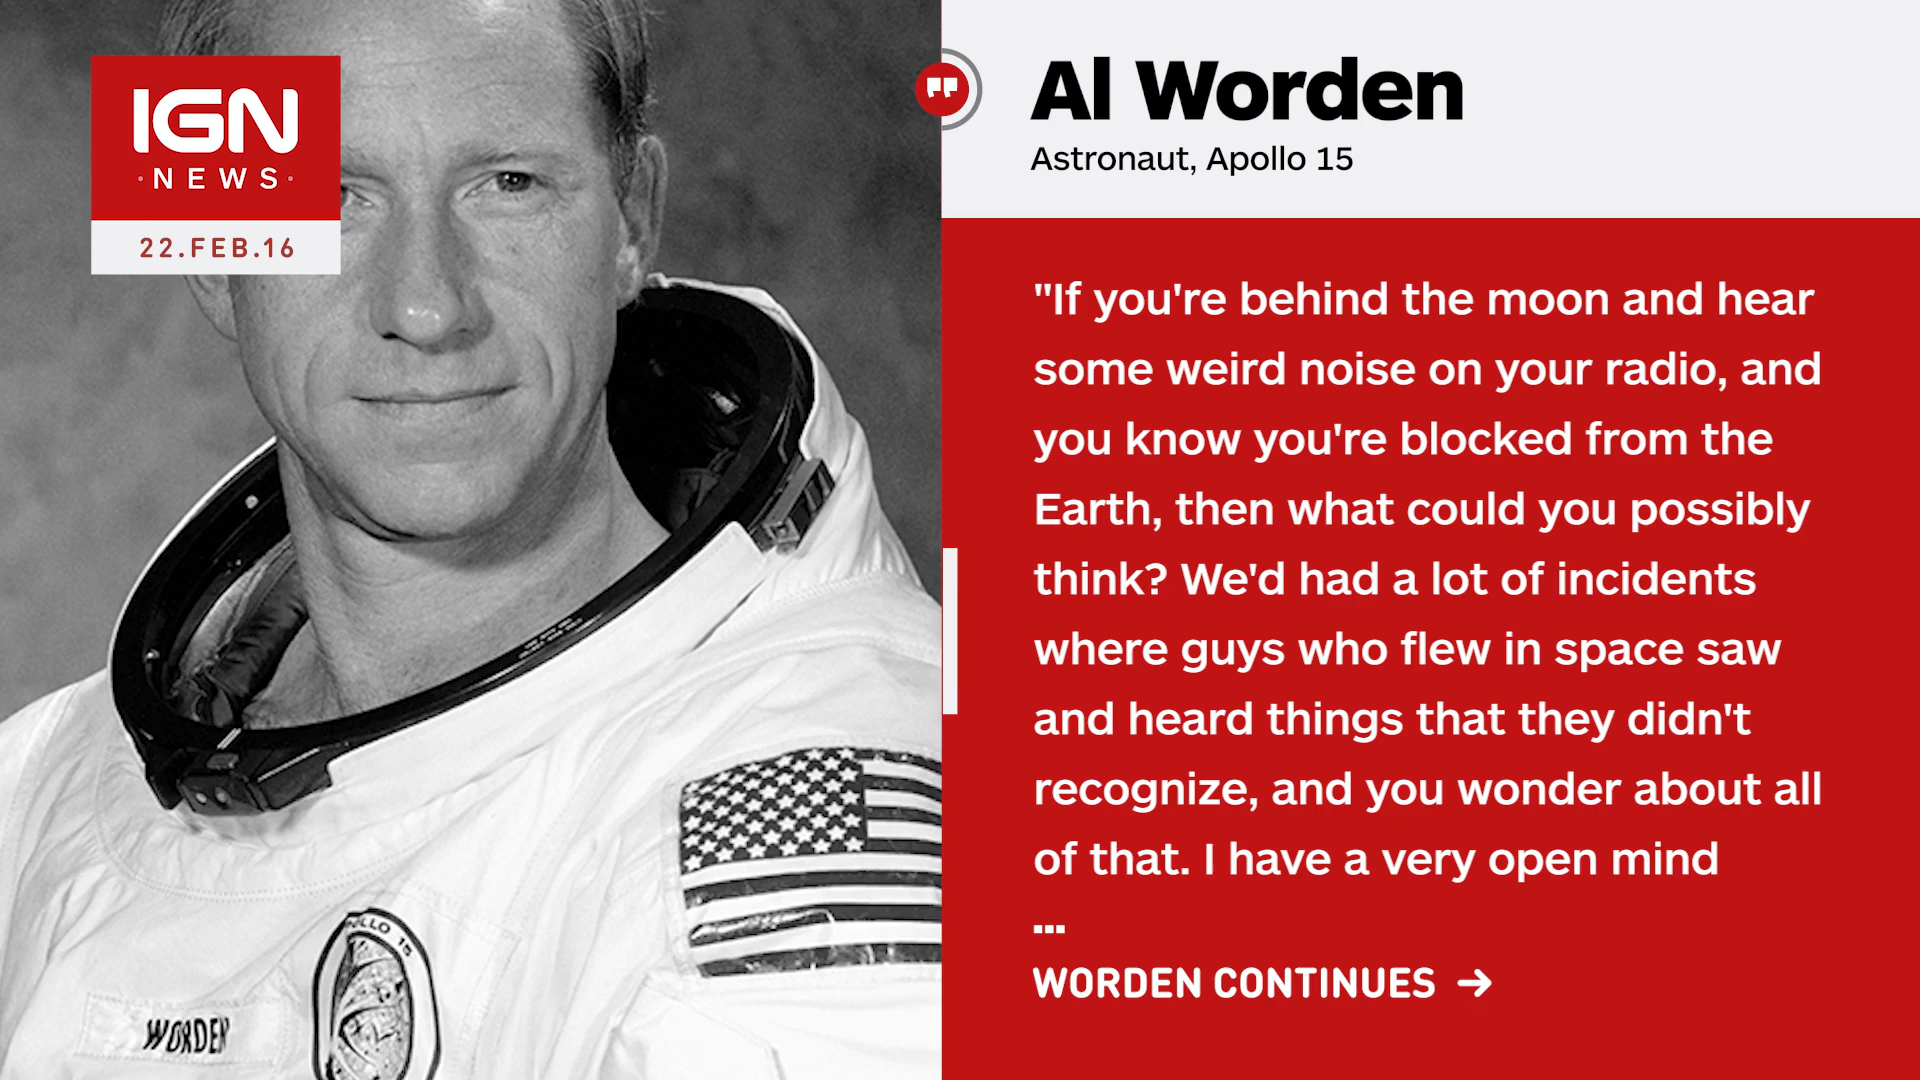 IGN
NEWS
22.FEB.16
Al Worden
Astronaut, Apollo 15
"If you're behind the moon and hear
some weird noise on your radio, and
you know you're blocked from the
Earth, then what could you possibly
think? We'd had a lot of incidents
where guys who flew in space saw
and heard things that they didn't
recognize, and you wonder about all
of that. I have a very open mind
...
WORDEN CONTINUES →
APOLLO 15
WORDEN